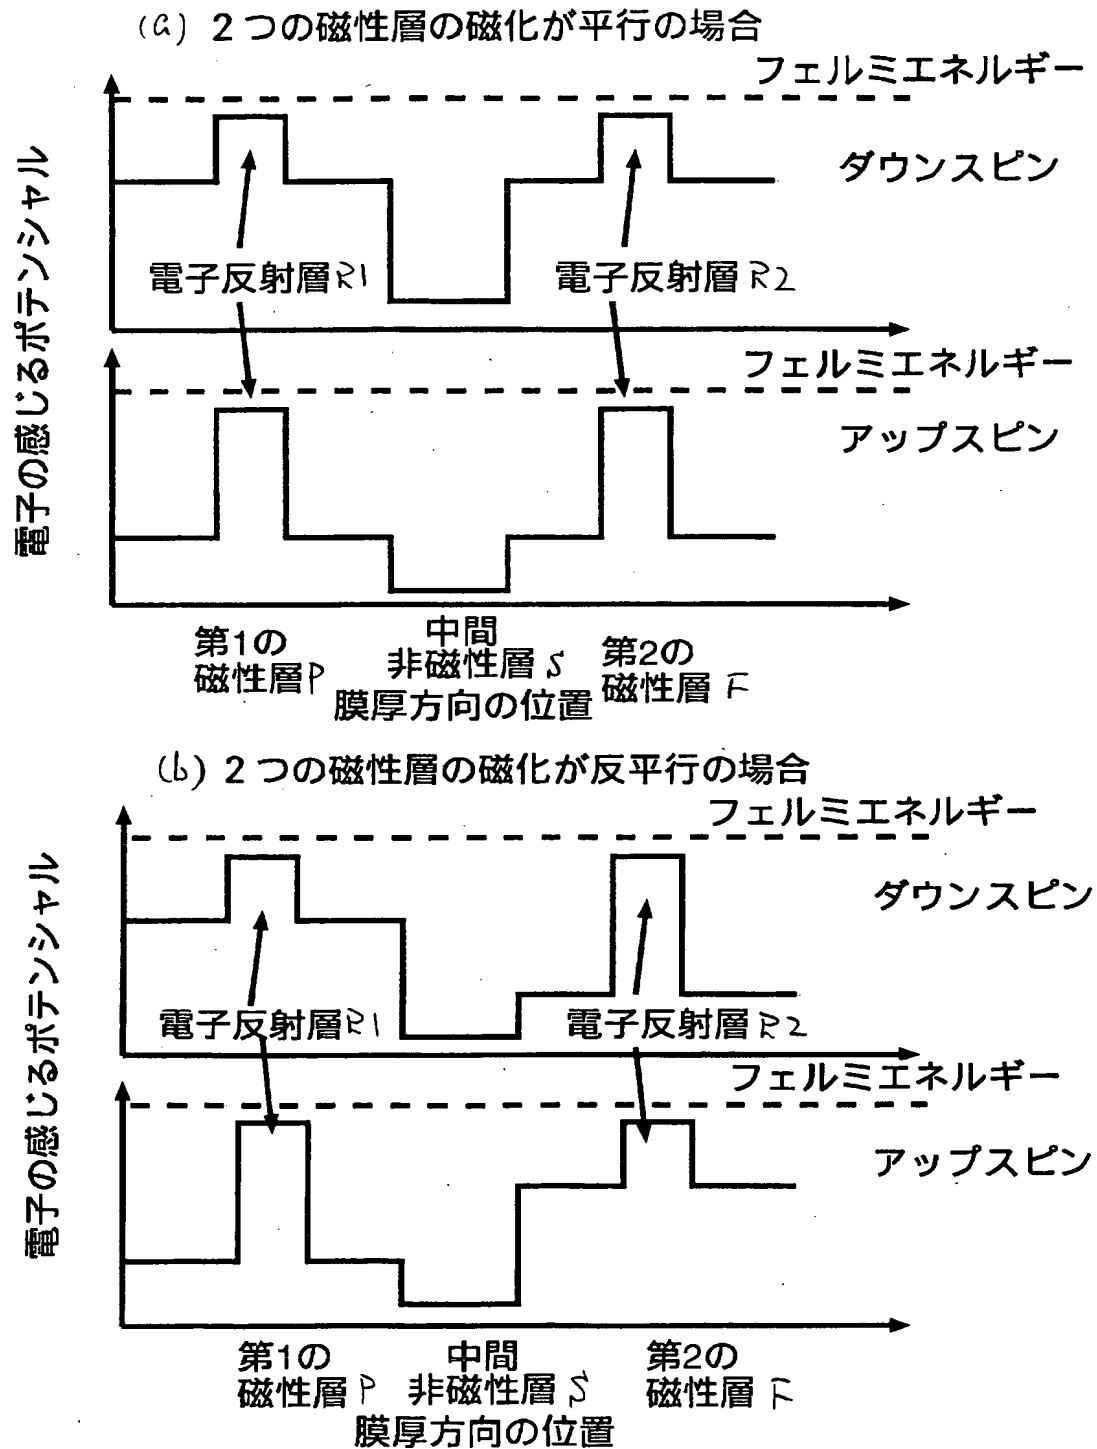 (a) 2つの磁性層の磁化が平行の場合
電子の感じるポテンシャル
フェルミエネルギー
ダウンスピン
電子反射層R1
電子反射層R2
フェルミエネルギー
アップスピン
第1の
磁性層P
中間
非磁性層S
第2の
磁性層F
膜厚方向の位置
(b) 2つの磁性層の磁化が反平行の場合
電子の感じるポテンシャル
フェルミエネルギー
ダウンスピン
電子反射層R1
電子反射層R2
フェルミエネルギー
アップスピン
第1の
磁性層P
中間
非磁性層S
第2の
磁性層F
膜厚方向の位置